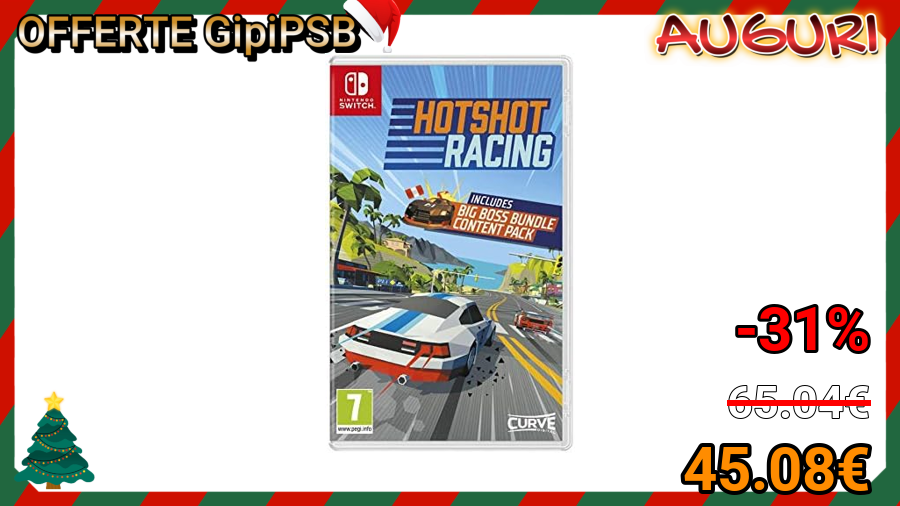 OFFERTE GipiPSB
AUGURI
NINTENDO
SWITCH
HOTSHOT
RACING
INCLUDES
BIG BOSS BUNDLE
CONTENT PACK
7
www.pegi.info
CURVE
DIGITAL
-31%
65.04€
45.08€